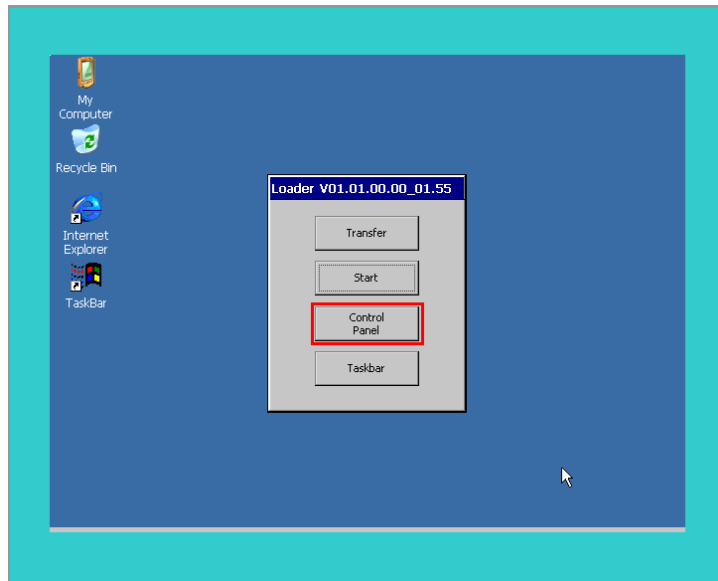 My
Computer
Recycle Bin
Internet
Explorer
TaskBar
Loader V01.01.00.00_01.55
Transfer
Start
Control
Panel
Taskbar